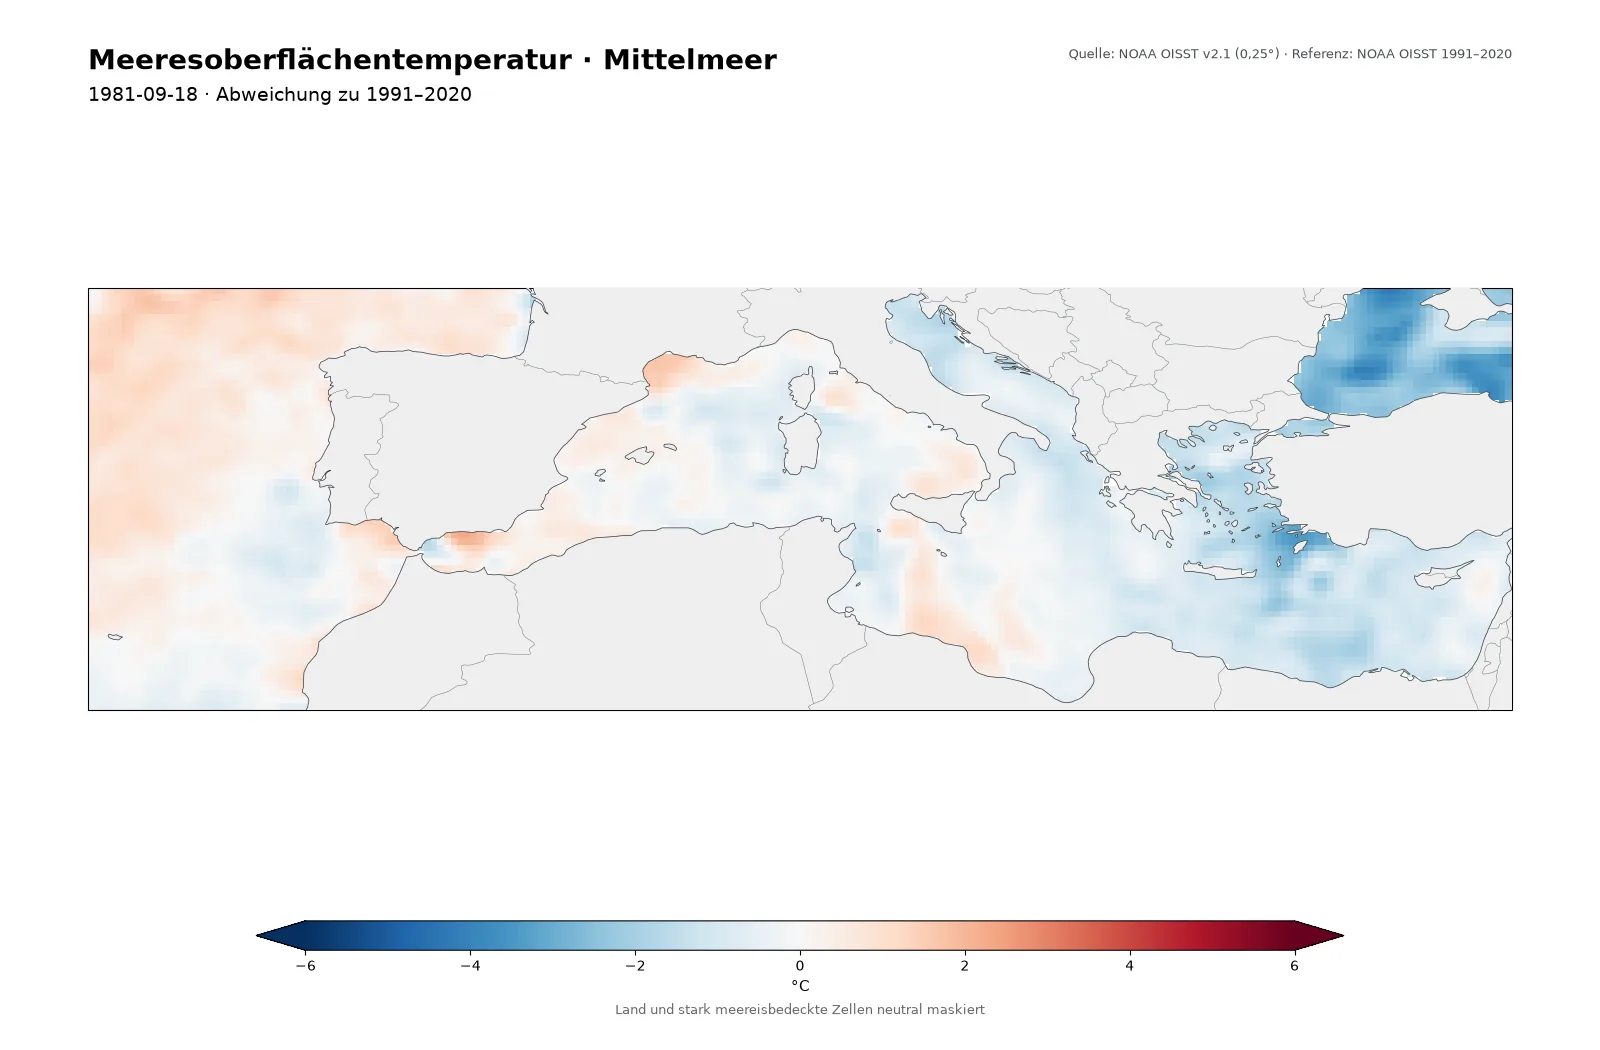 Meeresoberflächentemperatur · Mittelmeer
Quelle: NOAA OISST v2.1 (0,25°) · Referenz: NOAA OISST 1991–2020
1981-09-18 · Abweichung zu 1991–2020
−6 −4 −2 0 2 4 6
°C
Land und stark meereisbedeckte Zellen neutral maskiert